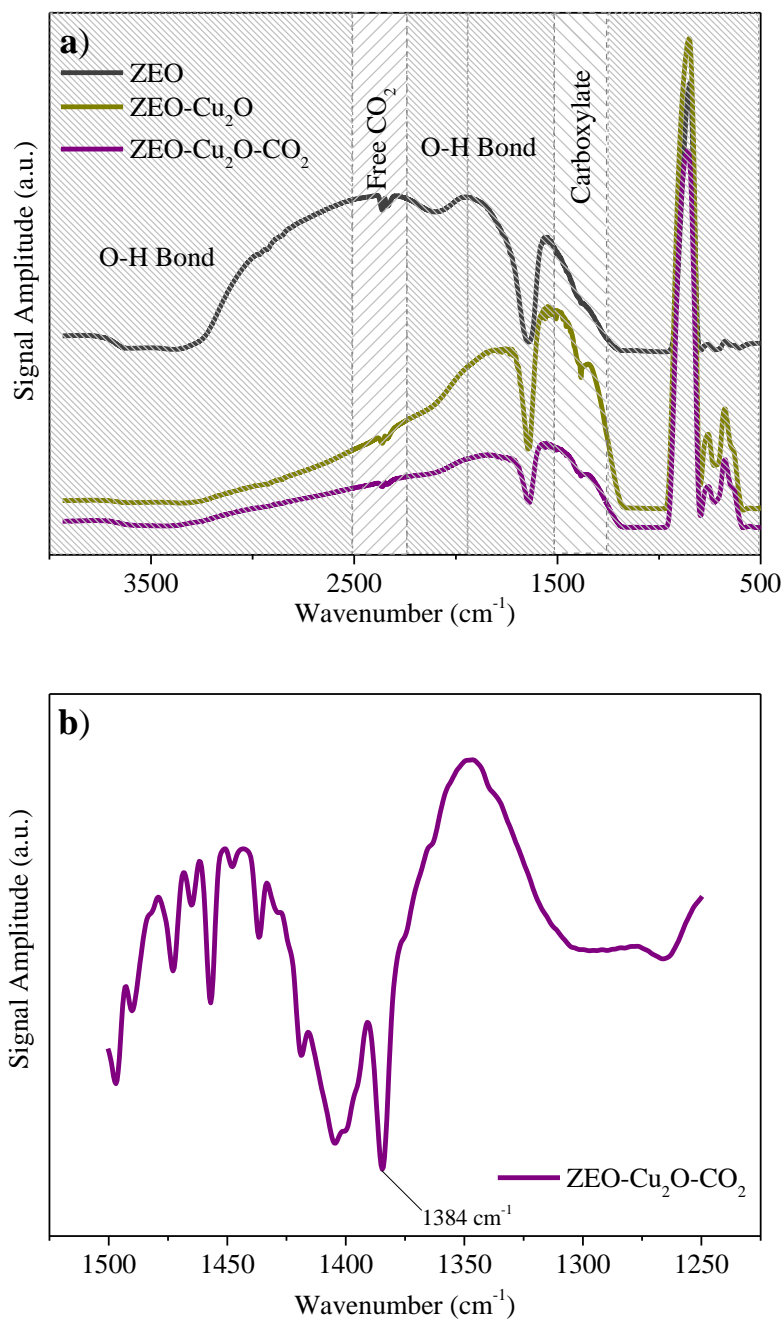 a)
ZEO
ZEO-Cu₂O
ZEO-Cu₂O-CO₂
Free CO₂
O-H Bond
Carboxylate
O-H Bond
Signal Amplitude (a.u.)
3500 2500 1500 500
Wavenumber (cm⁻¹)
b)
Signal Amplitude (a.u.)
ZEO-Cu₂O-CO₂
1384 cm⁻¹
1500 1450 1400 1350 1300 1250
Wavenumber (cm⁻¹)